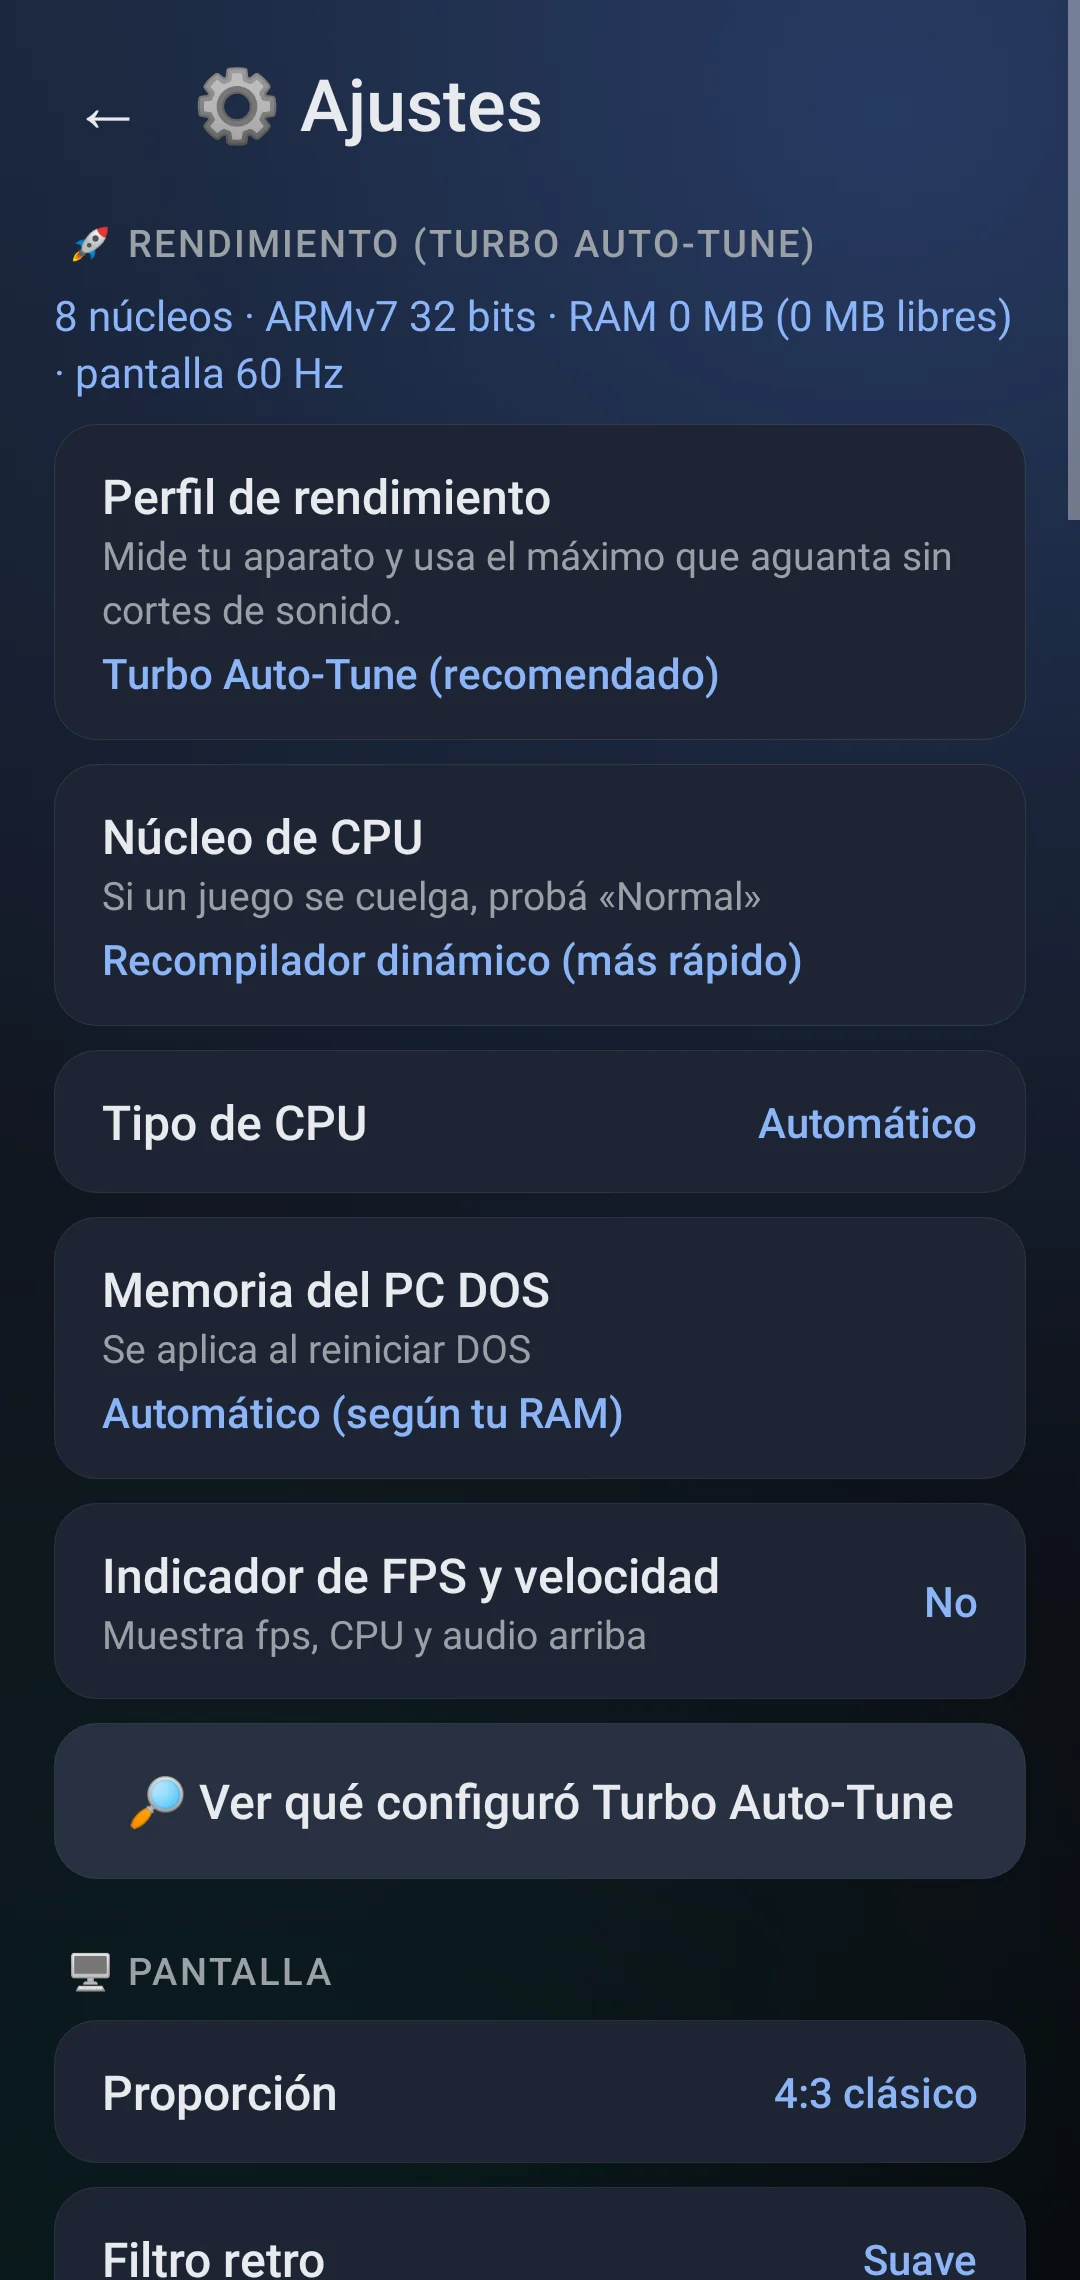 ← ⚙️ Ajustes
🚀 RENDIMIENTO (TURBO AUTO-TUNE)
8 núcleos · ARMv7 32 bits · RAM 0 MB (0 MB libres)
· pantalla 60 Hz
Perfil de rendimiento
Mide tu aparato y usa el máximo que aguanta sin
cortes de sonido.
Turbo Auto-Tune (recomendado)
Núcleo de CPU
Si un juego se cuelga, probá «Normal»
Recompilador dinámico (más rápido)
Tipo de CPU Automático
Memoria del PC DOS
Se aplica al reiniciar DOS
Automático (según tu RAM)
Indicador de FPS y velocidad
No
Muestra fps, CPU y audio arriba
🔎 Ver qué configuró Turbo Auto-Tune
🖥️ PANTALLA
Proporción 4:3 clásico
Filtro retro Suave